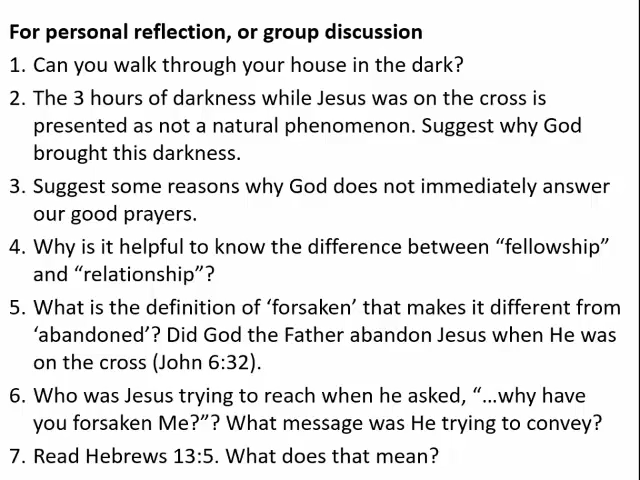 For personal reflection, or group discussion
1. Can you walk through your house in the dark?
2. The 3 hours of darkness while Jesus was on the cross is
presented as not a natural phenomenon. Suggest why God
brought this darkness.
3. Suggest some reasons why God does not immediately answer
our good prayers.
4. Why is it helpful to know the difference between “fellowship”
and “relationship”?
5. What is the definition of ‘forsaken’ that makes it different from
‘abandoned’? Did God the Father abandon Jesus when He was
on the cross (John 6:32).
6. Who was Jesus trying to reach when he asked, “…why have
you forsaken Me?”? What message was He trying to convey?
7. Read Hebrews 13:5. What does that mean?